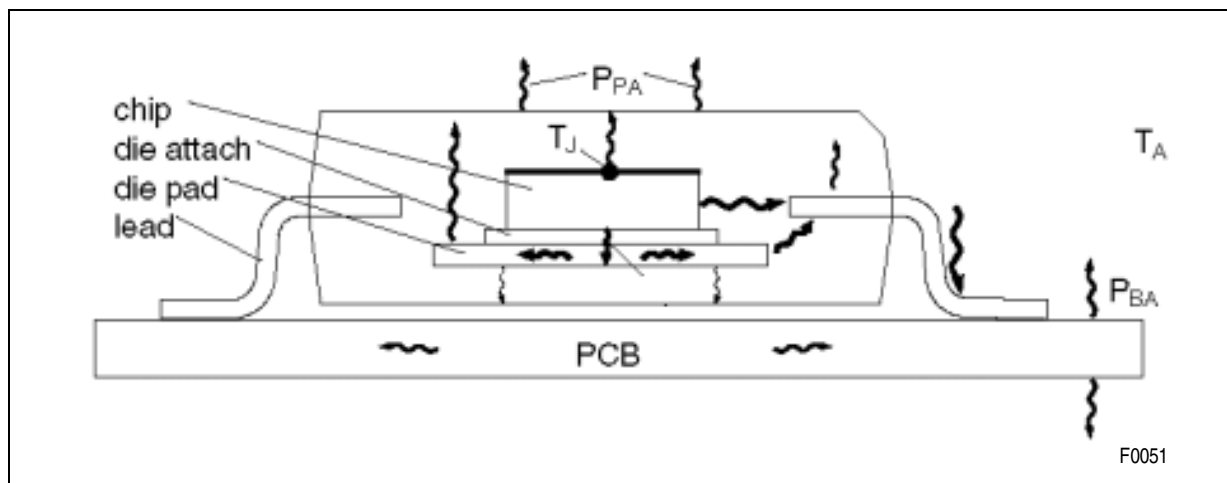 P_PA
chip
die attach
die pad
lead
T_J
T_A
P_BA
PCB
F0051